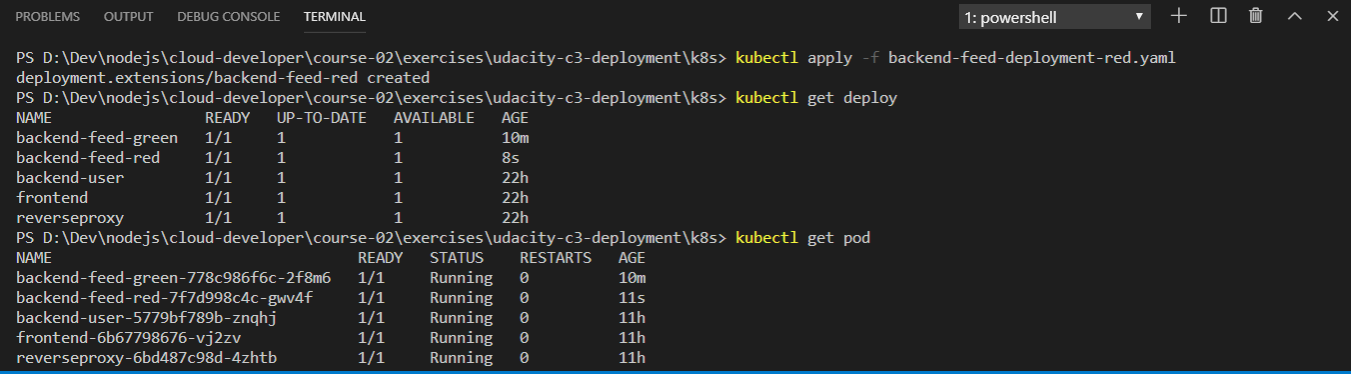 PROBLEMS OUTPUT DEBUG CONSOLE TERMINAL 1: powershell
PS D:\Dev\nodejs\cloud-developer\course-02\exercises\udacity-c3-deployment\k8s> kubectl apply -f backend-feed-deployment-red.yaml
deployment.extensions/backend-feed-red created
PS D:\Dev\nodejs\cloud-developer\course-02\exercises\udacity-c3-deployment\k8s> kubectl get deploy
NAME READY UP-TO-DATE AVAILABLE AGE
backend-feed-green 1/1 1 1 10m
backend-feed-red 1/1 1 1 8s
backend-user 1/1 1 1 22h
frontend 1/1 1 1 22h
reverseproxy 1/1 1 1 22h
PS D:\Dev\nodejs\cloud-developer\course-02\exercises\udacity-c3-deployment\k8s> kubectl get pod
NAME READY STATUS RESTARTS AGE
backend-feed-green-778c986f6c-2f8m6 1/1 Running 0 10m
backend-feed-red-7f7d998c4c-gwv4f 1/1 Running 0 11s
backend-user-5779bf789b-znqhj 1/1 Running 0 11h
frontend-6b67798676-vj2zv 1/1 Running 0 11h
reverseproxy-6bd487c98d-4zhtb 1/1 Running 0 11h